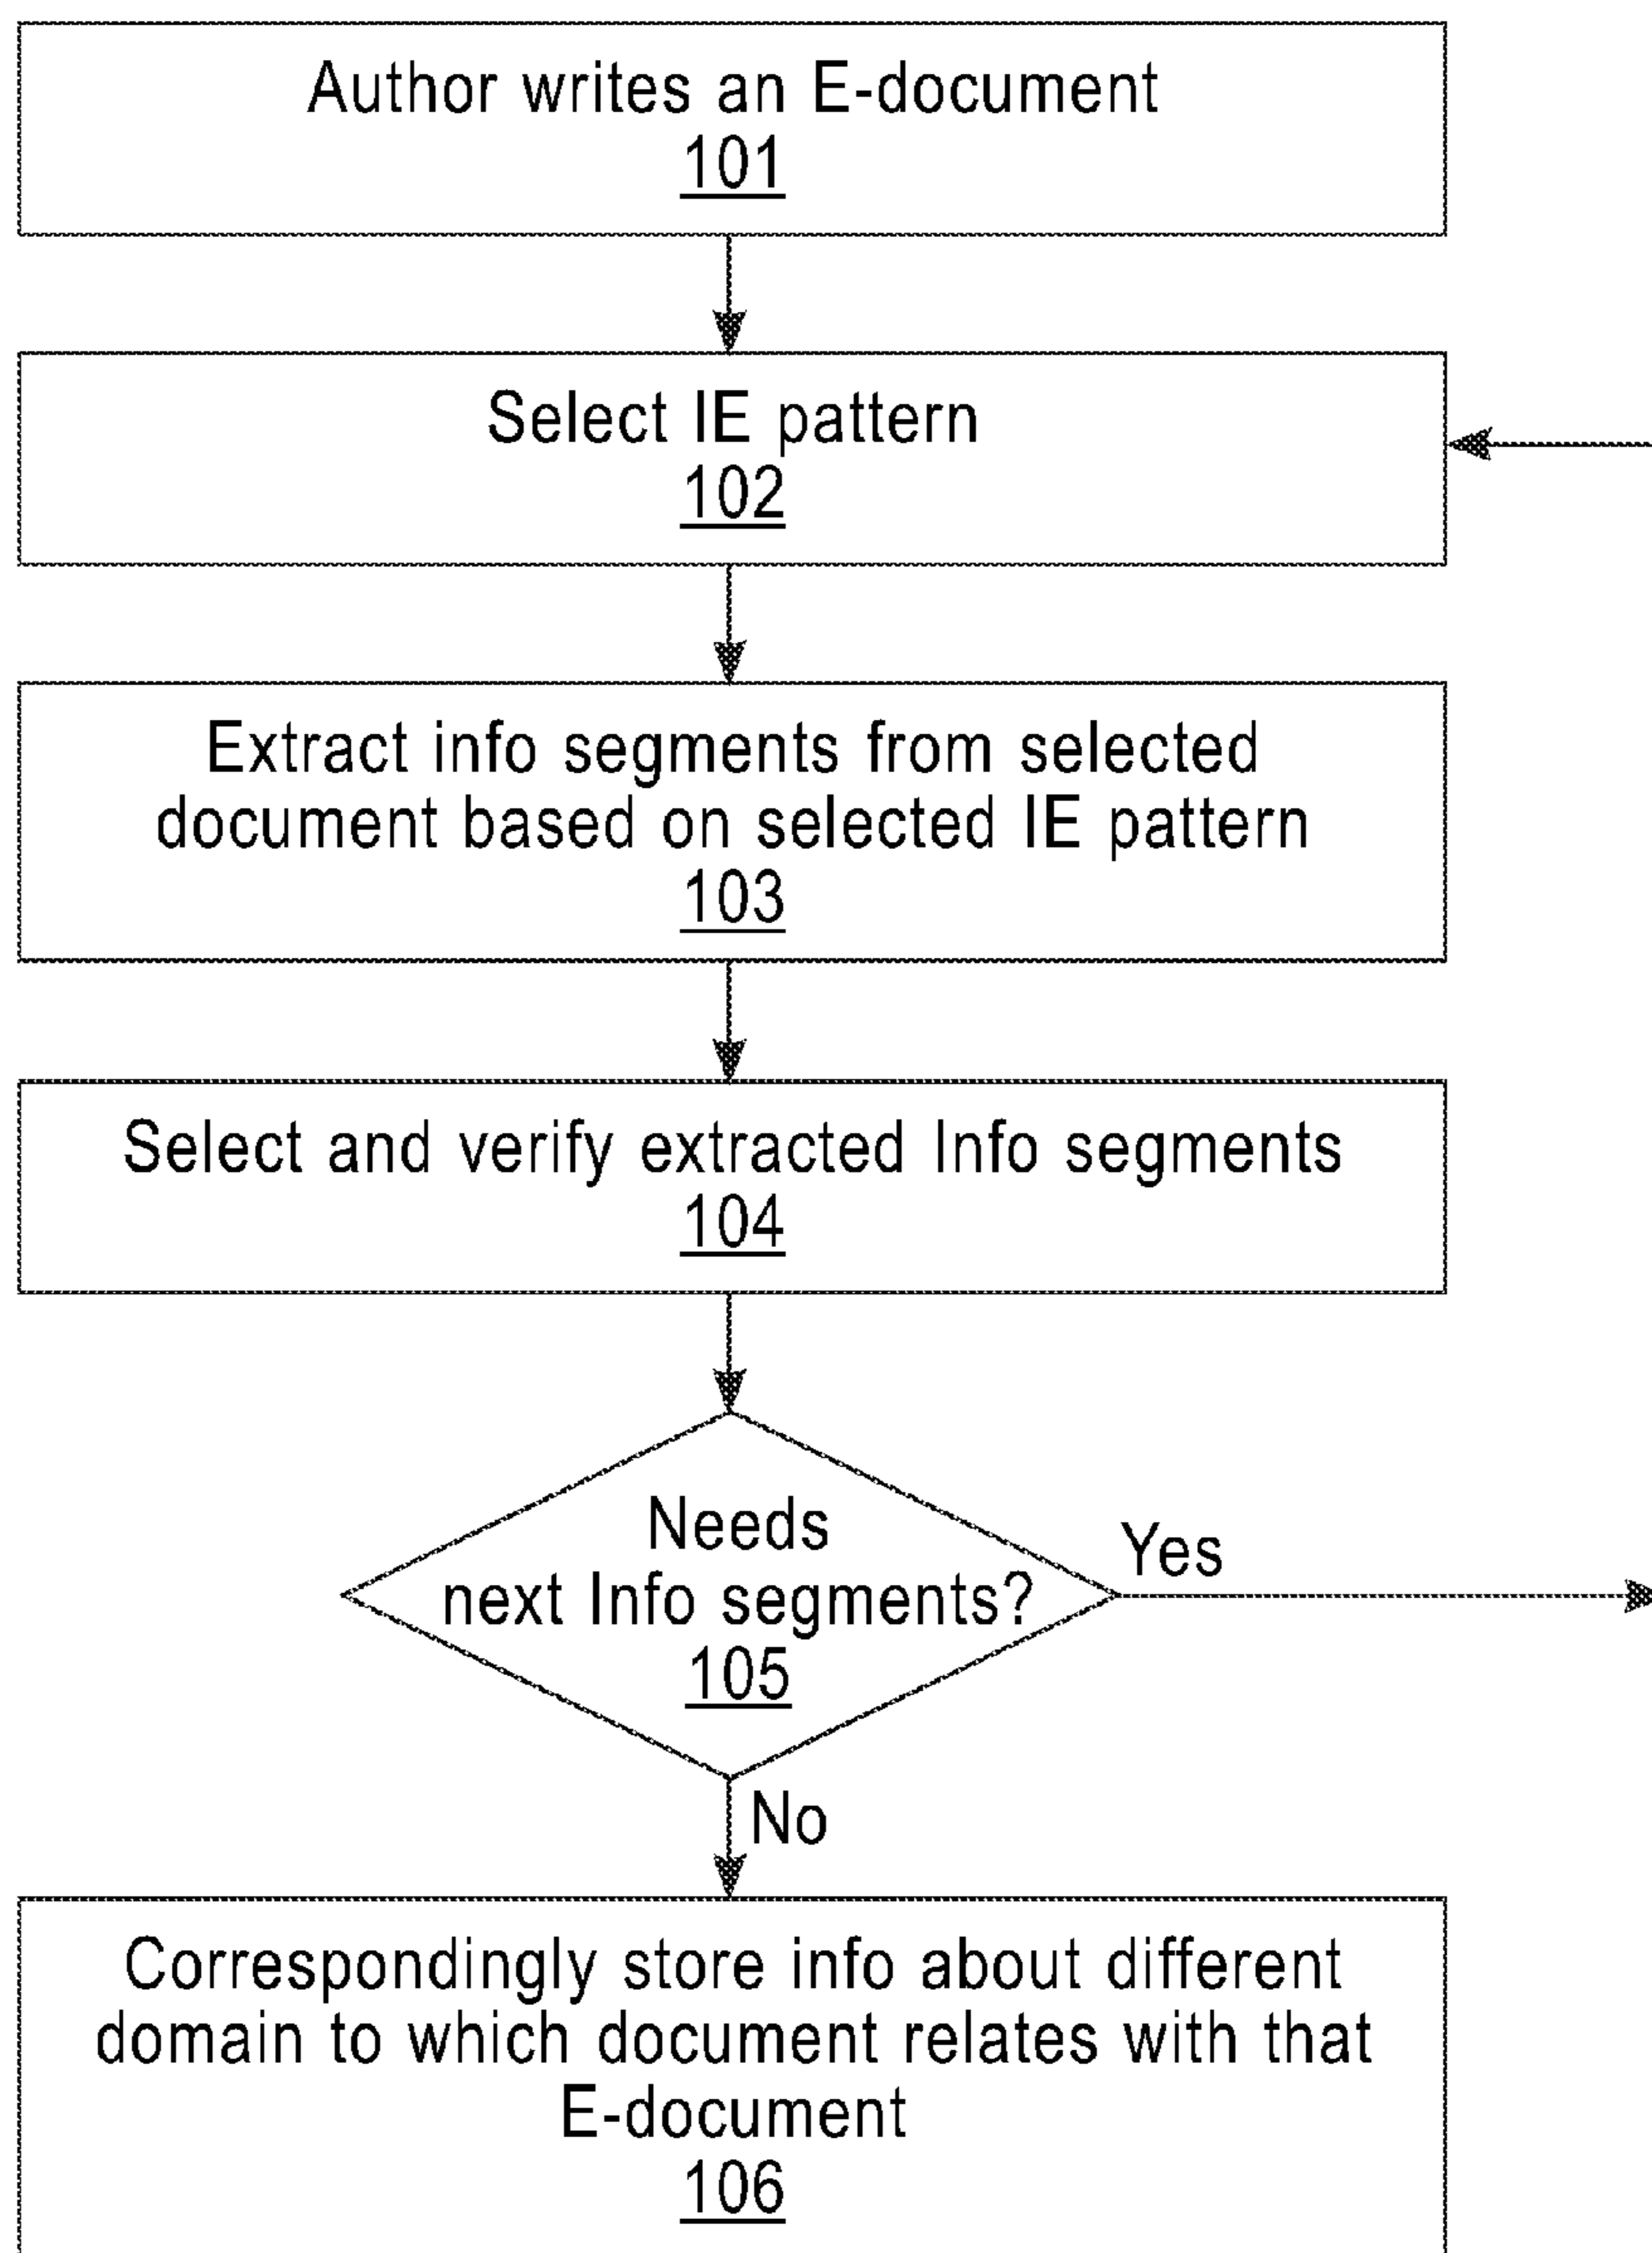 Author writes an E-document
101
Select IE pattern
102
Extract info segments from selected
document based on selected IE pattern
103
Select and verify extracted Info segments
104
Needs
next Info segments?
105
Yes
No
Correspondingly store info about different
domain to which document relates with that
E-document
106